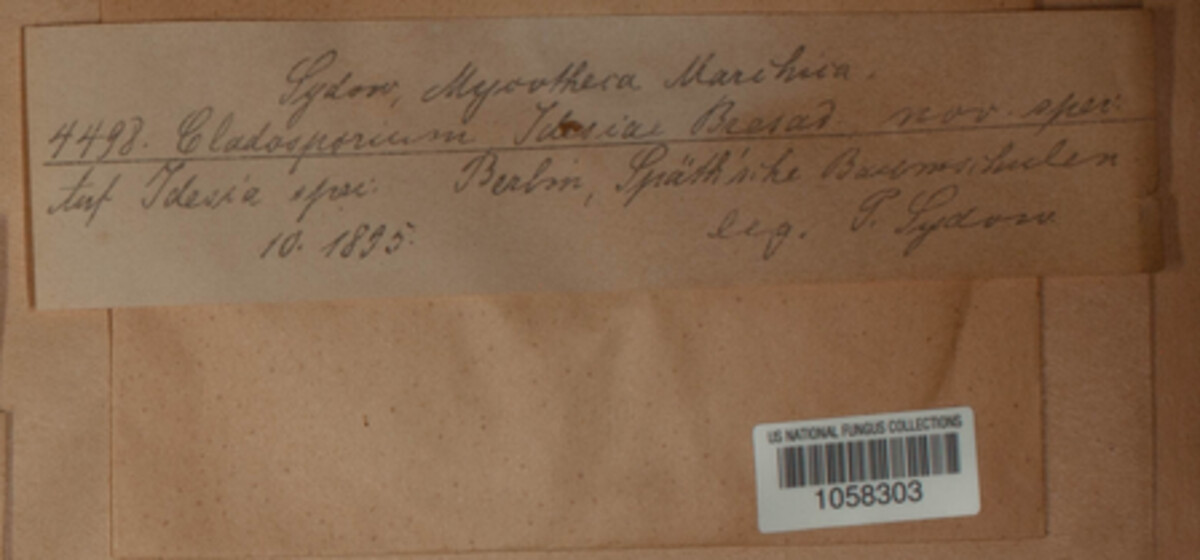 Sydow, Mycotheca Marchica.
4498. Cladosporium Idesiae Bresad. nov. spec.
Auf Idesia spec. Berlin, Späth'sche Baumschulen
10. 1895. leg. P. Sydow
US NATIONAL FUNGUS COLLECTIONS
1058303